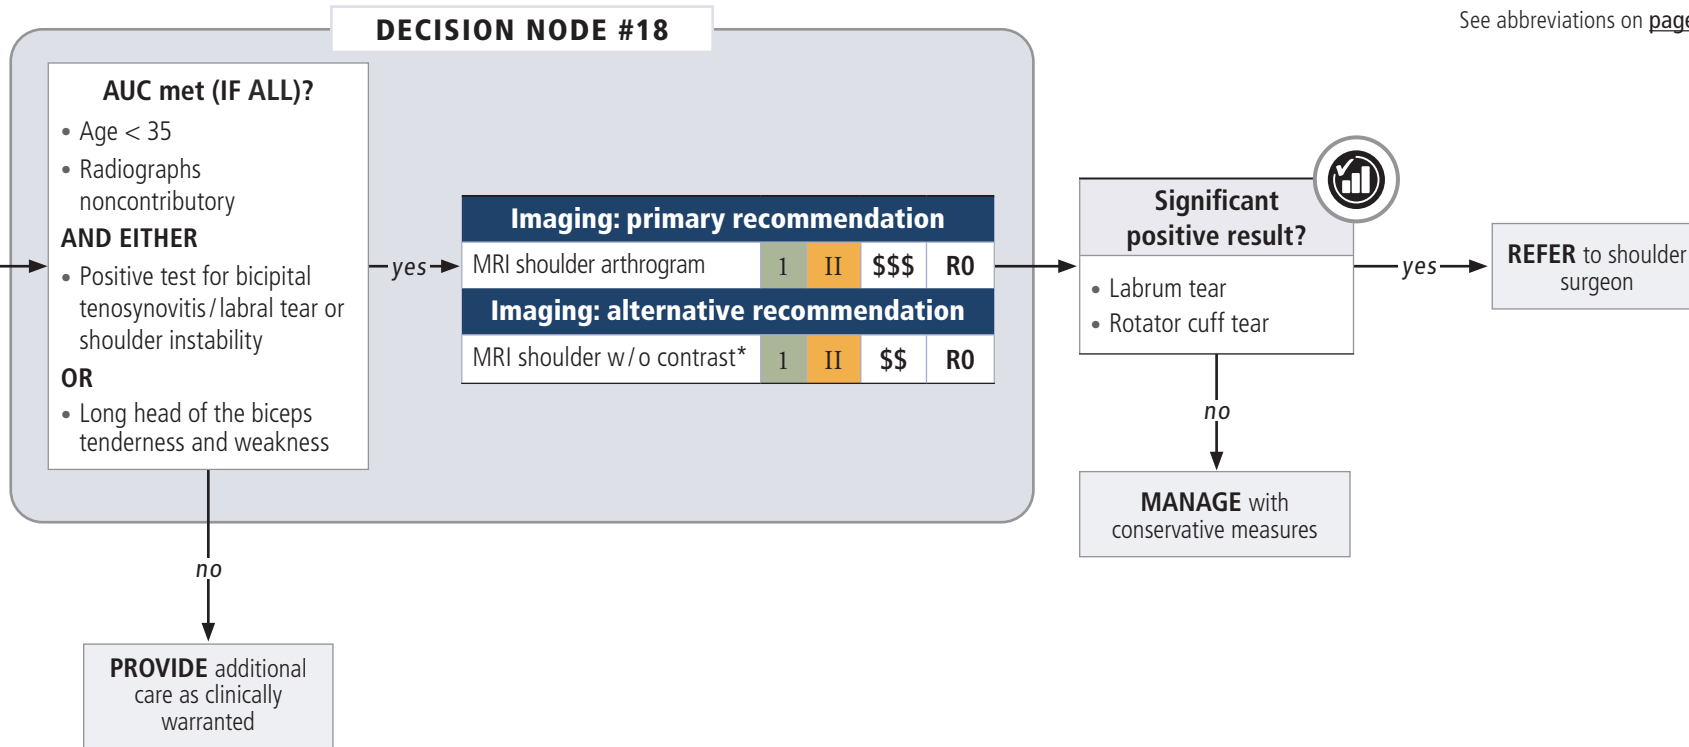 DECISION NODE #18
See abbreviations on page
AUC met (IF ALL)?
• Age < 35
• Radiographs
noncontributory
AND EITHER
• Positive test for bicipital
tenosynovitis/labral tear or
shoulder instability
OR
• Long head of the biceps
tenderness and weakness
yes
Imaging: primary recommendation
MRI shoulder arthrogram 1 II $$$ R0
Imaging: alternative recommendation
MRI shoulder w/o contrast* 1 II $$ R0
Significant
positive result?
• Labrum tear
• Rotator cuff tear
yes
REFER to shoulder
surgeon
no
MANAGE with
conservative measures
no
PROVIDE additional
care as clinically
warranted